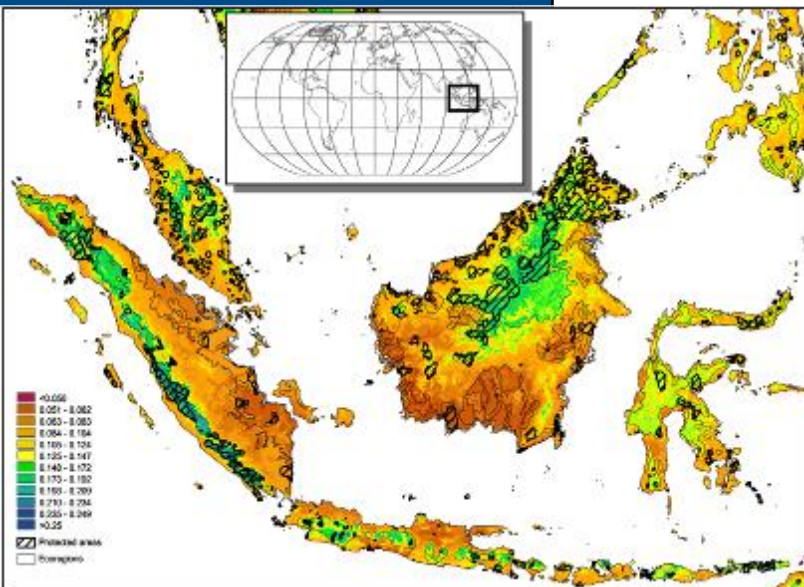 <0.050
0.051 - 0.062
0.063 - 0.083
0.084 - 0.104
0.105 - 0.124
0.125 - 0.147
0.148 - 0.172
0.173 - 0.192
0.193 - 0.209
0.210 - 0.234
0.235 - 0.249
>0.25
Protected areas
Ecoregions